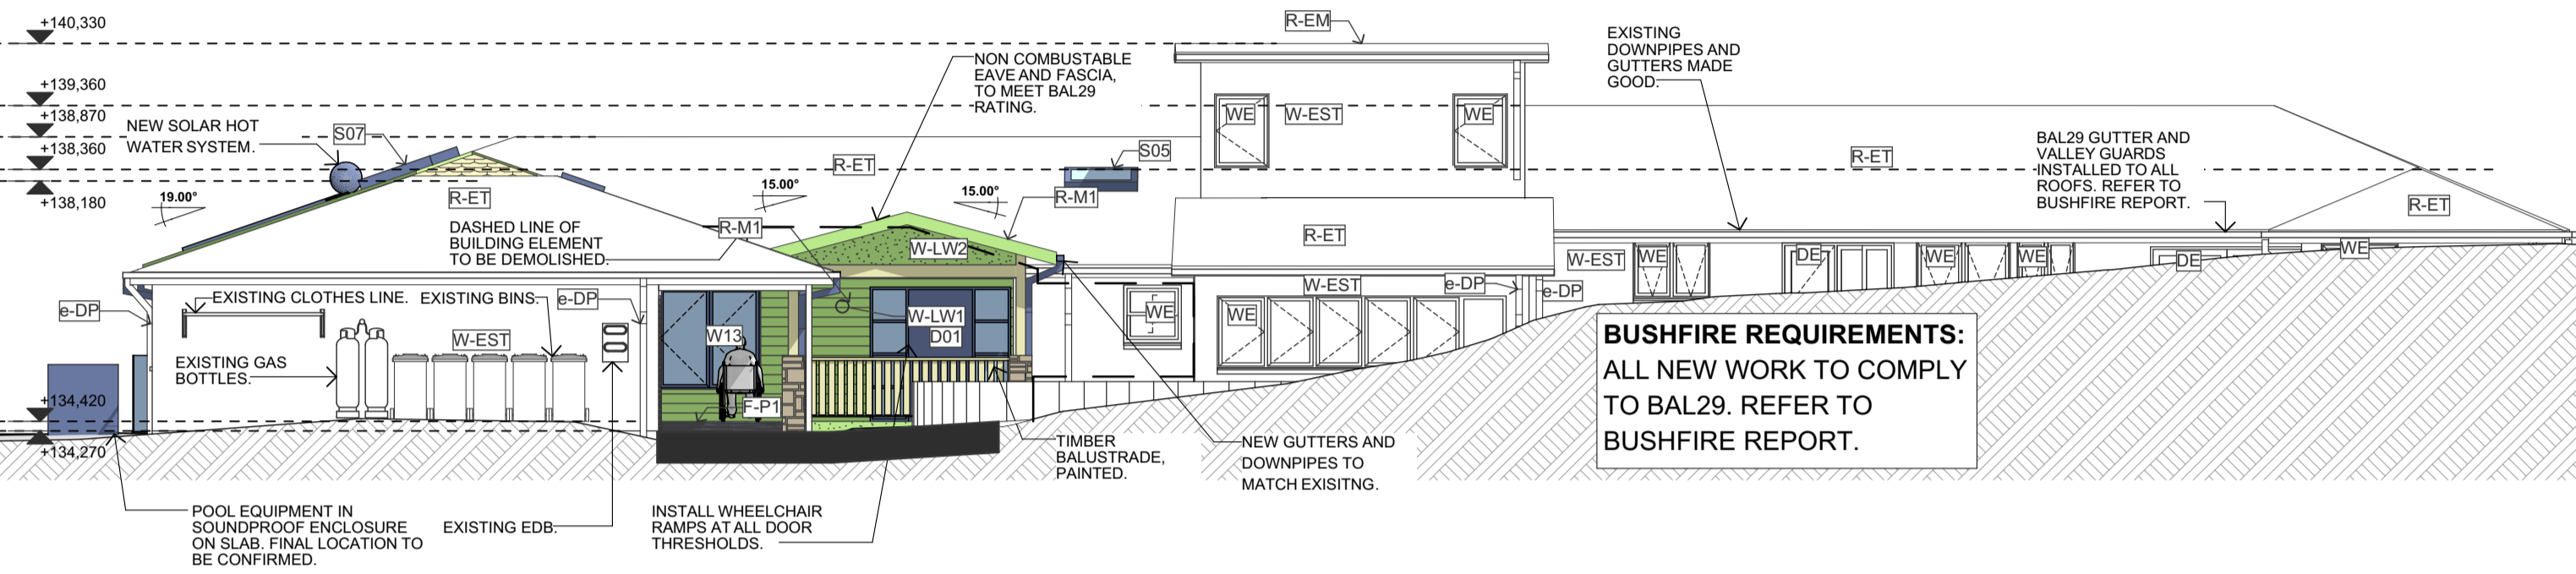 +140,330
+139,360
+138,870
+138,360
+138,180
+134,420
+134,270
NEW SOLAR HOT
WATER SYSTEM.
S07
19.00°
R-ET
DASHED LINE OF
BUILDING ELEMENT
TO BE DEMOLISHED.
R-M1
15.00°
15.00°
NON COMBUSTABLE
EAVE AND FASCIA,
TO MEET BAL29
RATING.
R-ET
S05
R-M1
W-LW2
R-EM
WE
W-EST
WE
R-ET
EXISTING
DOWNPIPES AND
GUTTERS MADE
GOOD.
R-ET
BAL29 GUTTER AND
VALLEY GUARDS
INSTALLED TO ALL
ROOFS. REFER TO
BUSHFIRE REPORT.
R-ET
e-DP
EXISTING CLOTHES LINE.
EXISTING BINS.
e-DP
W-EST
EXISTING GAS
BOTTLES.
W13
F-P1
W-LW1
D01
WE
WE
W-EST
e-DP
e-DP
W-EST
WE
DE
WE
WE
DE
WE
BUSHFIRE REQUIREMENTS:
ALL NEW WORK TO COMPLY
TO BAL29. REFER TO
BUSHFIRE REPORT.
TIMBER
BALUSTRADE,
PAINTED.
NEW GUTTERS AND
DOWNPIPES TO
MATCH EXISITNG.
POOL EQUIPMENT IN
SOUNDPROOF ENCLOSURE
ON SLAB. FINAL LOCATION TO
BE CONFIRMED.
EXISTING EDB.
INSTALL WHEELCHAIR
RAMPS AT ALL DOOR
THRESHOLDS.